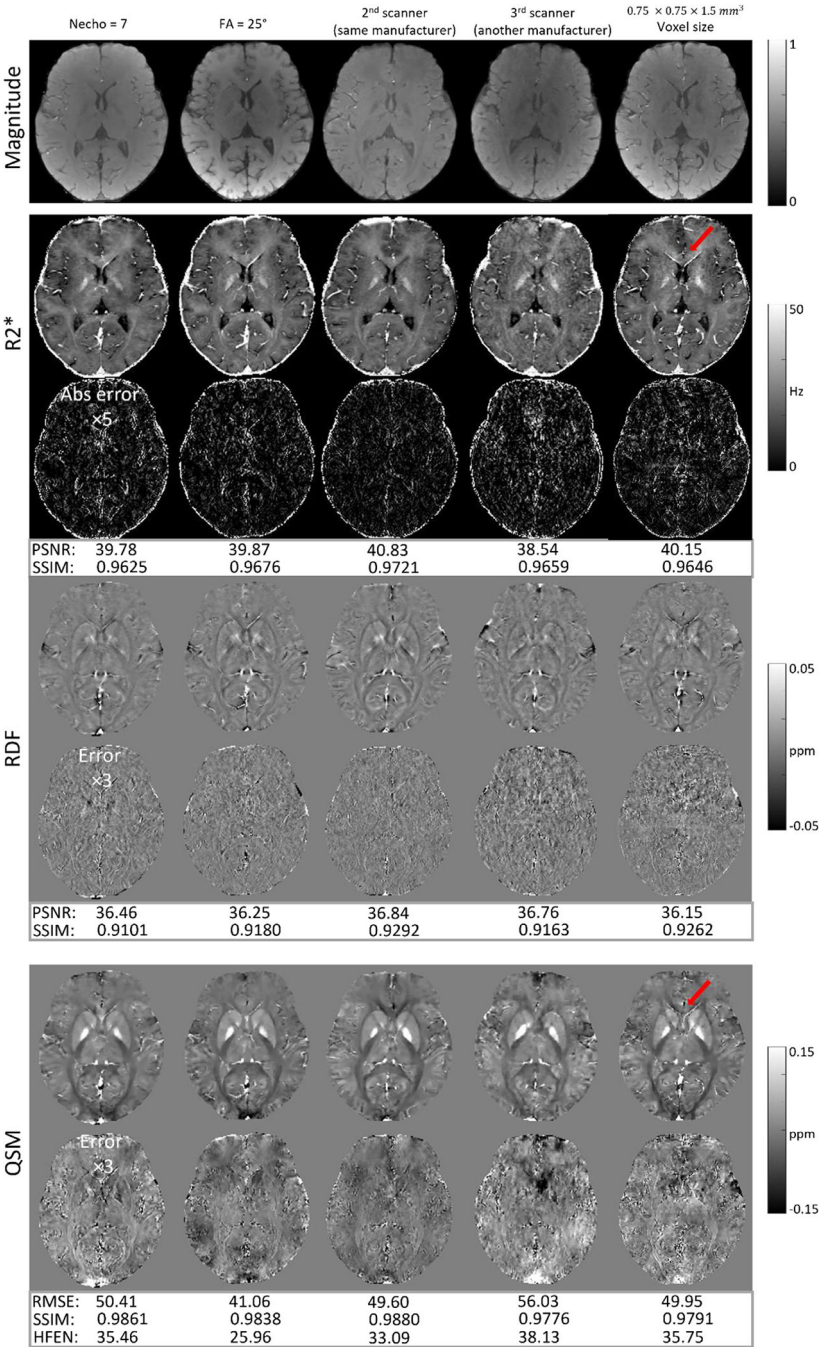 Necho = 7 FA = 25° 2nd scanner (same manufacturer) 3rd scanner (another manufacturer) 0.75 × 0.75 × 1.5 mm³ Voxel size
Magnitude
1
0
R2*
50
Hz
0
Abs error
×5
PSNR: 39.78 39.87 40.83 38.54 40.15
SSIM: 0.9625 0.9676 0.9721 0.9659 0.9646
RDF
0.05
ppm
-0.05
Error
×3
PSNR: 36.46 36.25 36.84 36.76 36.15
SSIM: 0.9101 0.9180 0.9292 0.9163 0.9262
QSM
0.15
ppm
-0.15
Error
×3
RMSE: 50.41 41.06 49.60 56.03 49.95
SSIM: 0.9861 0.9838 0.9880 0.9776 0.9791
HFEN: 35.46 25.96 33.09 38.13 35.75